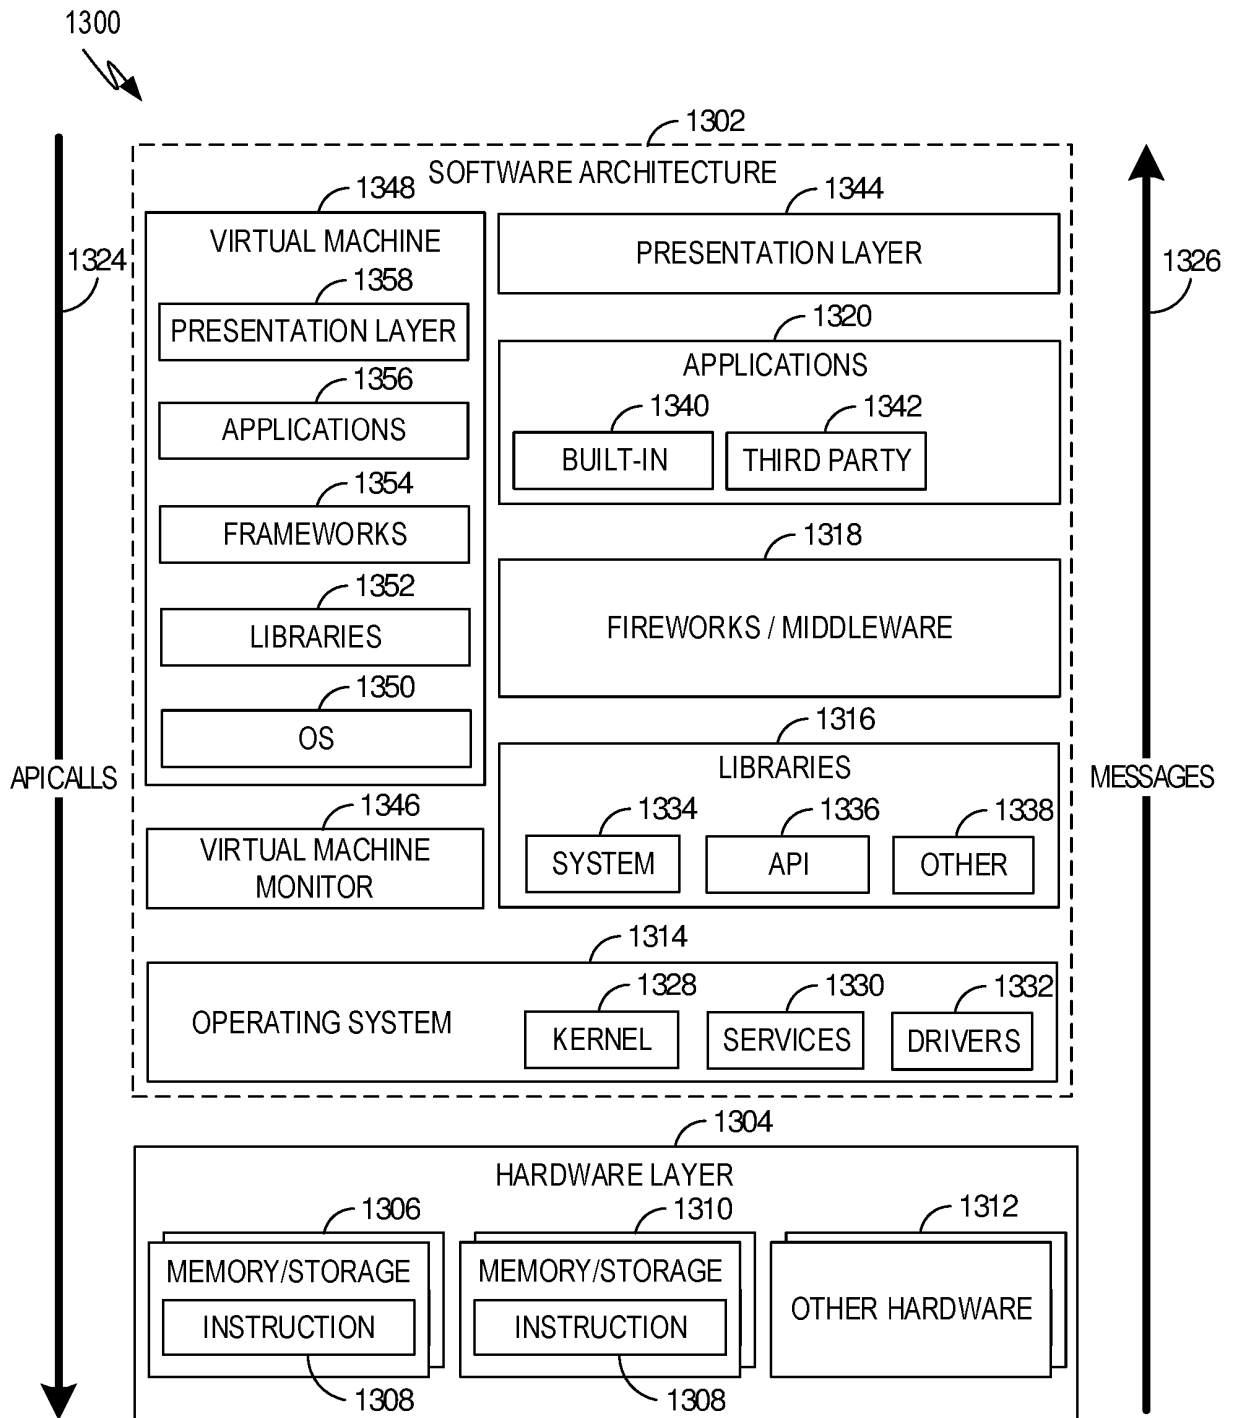 1300
1302
SOFTWARE ARCHITECTURE
1348
VIRTUAL MACHINE
1324
1358
PRESENTATION LAYER
1356
APPLICATIONS
1354
FRAMEWORKS
1352
LIBRARIES
1350
OS
1344
PRESENTATION LAYER
1326
1320
APPLICATIONS
1340
BUILT-IN
1342
THIRD PARTY
1318
FIREWORKS / MIDDLEWARE
1316
LIBRARIES
1334
SYSTEM
1336
API
1338
OTHER
API CALLS
MESSAGES
1346
VIRTUAL MACHINE
MONITOR
1314
OPERATING SYSTEM
1328
KERNEL
1330
SERVICES
1332
DRIVERS
1304
HARDWARE LAYER
1306
MEMORY/STORAGE
INSTRUCTION
1308
1310
MEMORY/STORAGE
INSTRUCTION
1308
1312
OTHER HARDWARE